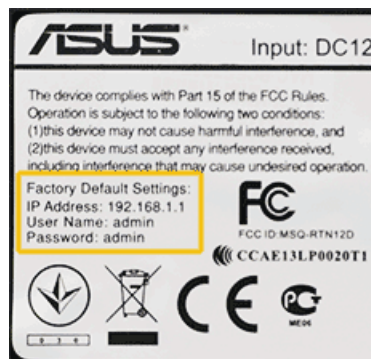 ASUS
Input: DC12
The device complies with Part 15 of the FCC Rules.
Operation is subject to the following two conditions:
(1)this device may not cause harmful interference, and
(2)this device must accept any interference received,
including interference that may cause undesired operation.
Factory Default Settings:
IP Address: 192.168.1.1
User Name: admin
Password: admin
FC
FCC ID:MSQ-RTN12D
CCAE13LP0020T1
CE
ME06